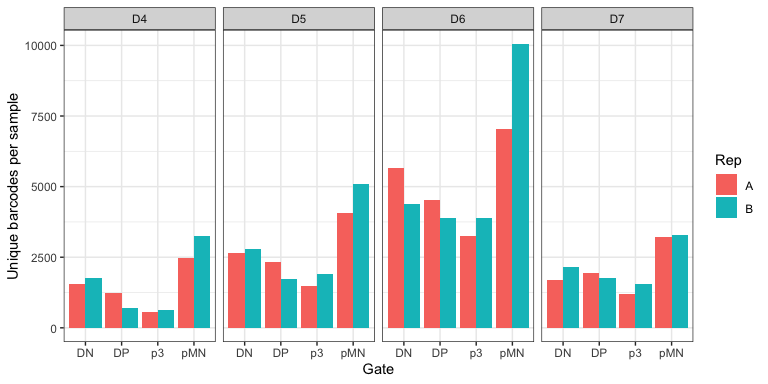 D4 D5 D6 D7
Unique barcodes per sample
10000
7500
5000
2500
0
DN DP p3 pMN DN DP p3 pMN DN DP p3 pMN DN DP p3 pMN
Gate
Rep
A
B